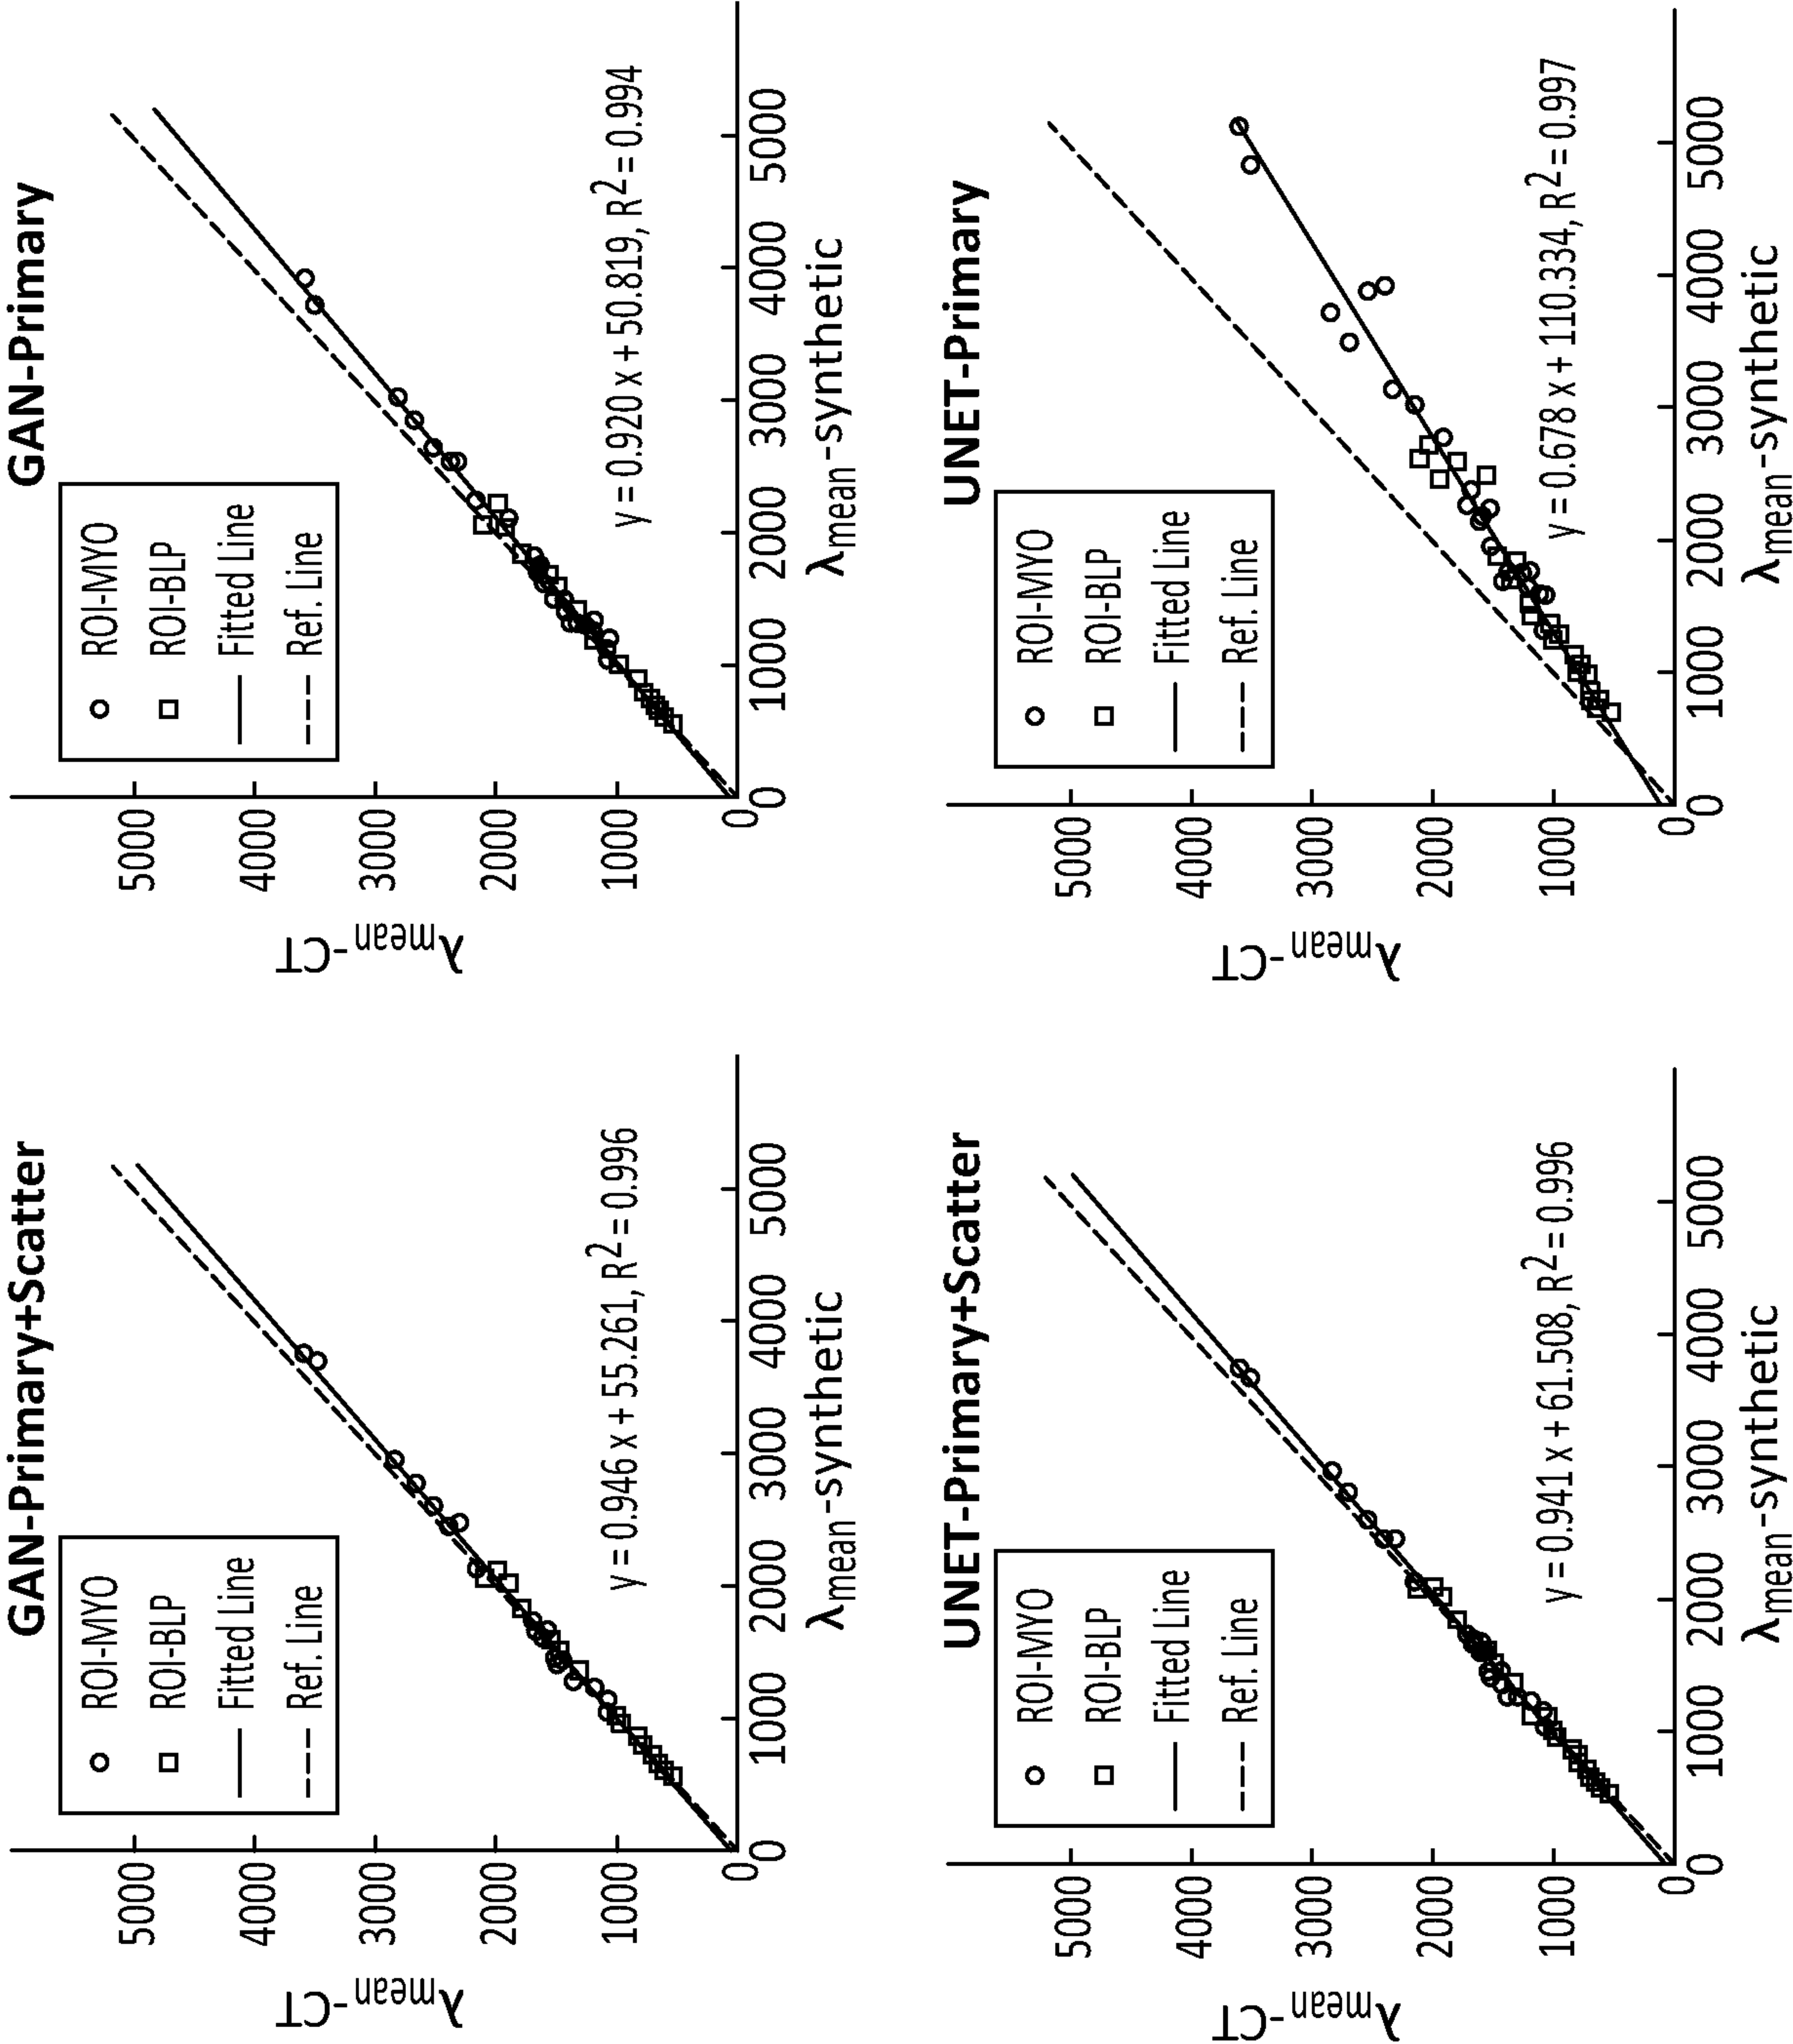 GAN-Primary+Scatter
λmean-CT
5000
4000
3000
2000
1000
0
ROI-MYO
ROI-BLP
Fitted Line
Ref. Line
y = 0.946 x + 55.261, R2 = 0.996
0 1000 2000 3000 4000 5000
λmean-synthetic
GAN-Primary
λmean-CT
5000
4000
3000
2000
1000
0
ROI-MYO
ROI-BLP
Fitted Line
Ref. Line
y = 0.920 x + 50.819, R2 = 0.994
0 1000 2000 3000 4000 5000
λmean-synthetic
UNET-Primary+Scatter
λmean-CT
5000
4000
3000
2000
1000
0
ROI-MYO
ROI-BLP
Fitted Line
Ref. Line
y = 0.941 x + 61.508, R2 = 0.996
0 1000 2000 3000 4000 5000
λmean-synthetic
UNET-Primary
λmean-CT
5000
4000
3000
2000
1000
0
ROI-MYO
ROI-BLP
Fitted Line
Ref. Line
y = 0.678 x + 110.334, R2 = 0.997
0 1000 2000 3000 4000 5000
λmean-synthetic